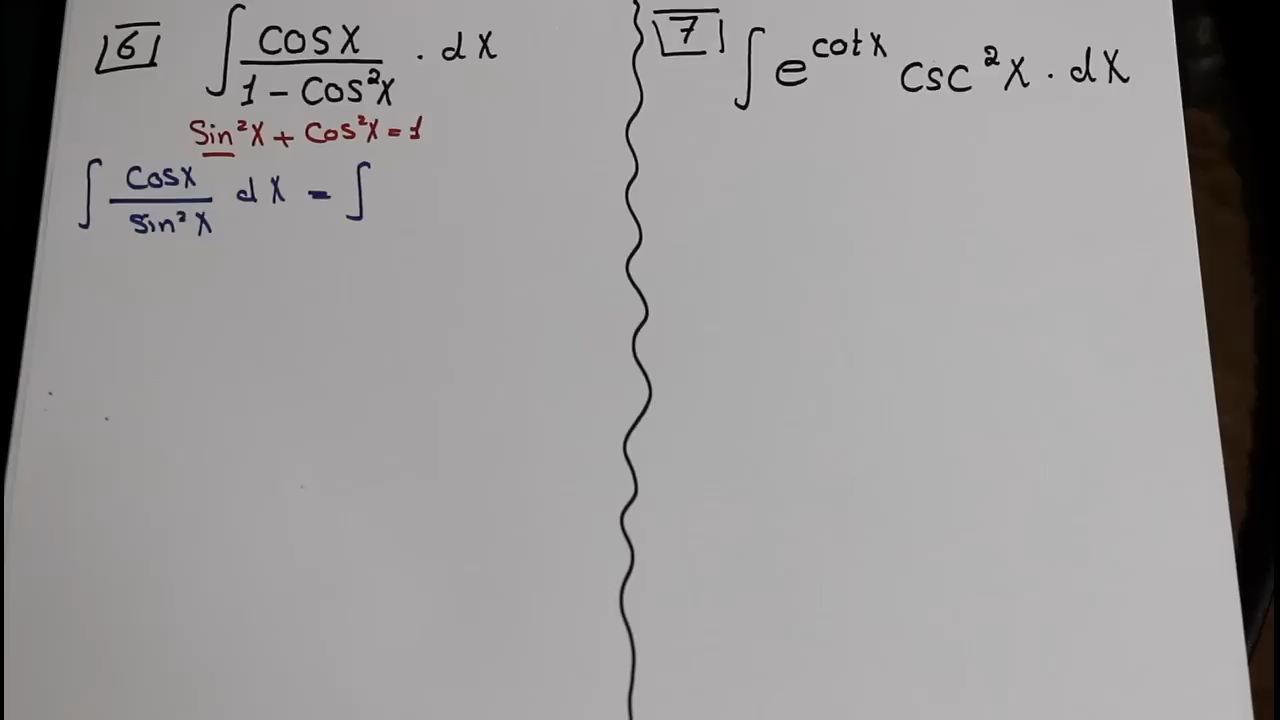 6 ∫ cosx / 1 - cos²x . dx
sin²x + cos²x = 1
∫ cosx / sin²x dx = ∫
7 ∫ e^cotx csc²x . dx